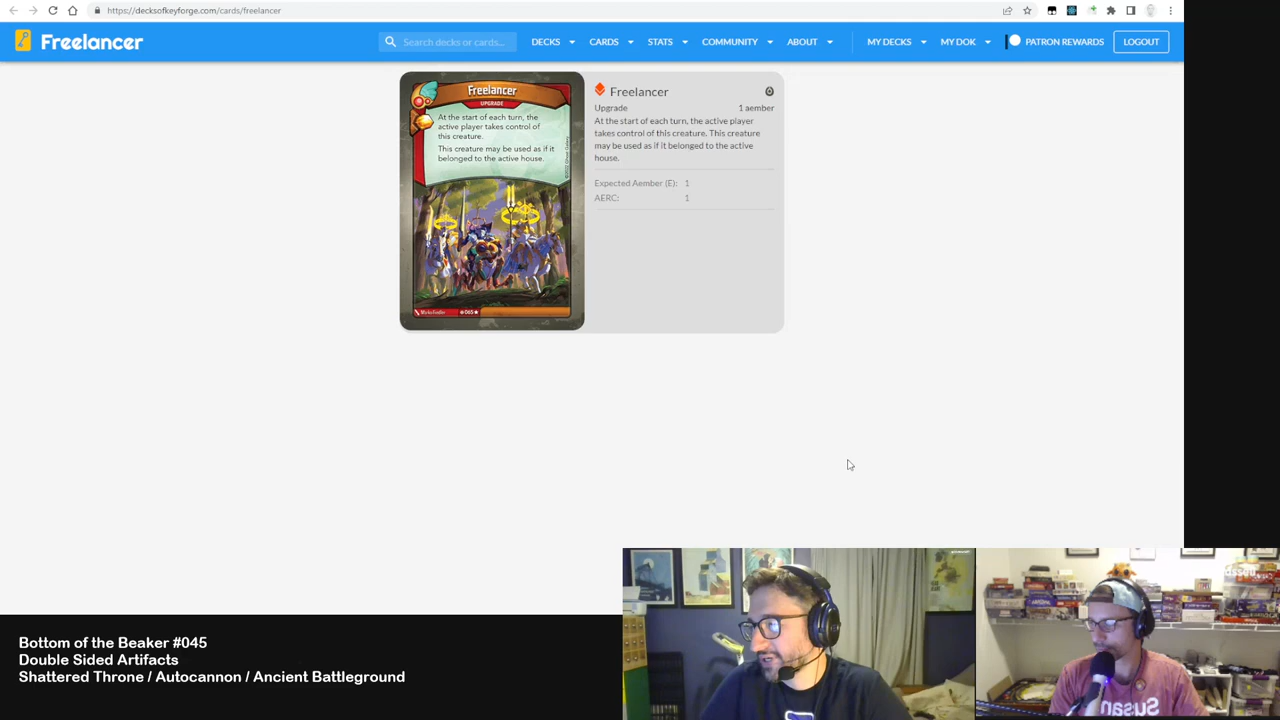 https://decksofkeyforge.com/cards/freelancer
Freelancer
Search decks or cards...
DECKS
CARDS
STATS
COMMUNITY
ABOUT
MY DECKS
MY DOK
PATRON REWARDS
LOGOUT
Freelancer
UPGRADE
At the start of each turn, the
active player takes control of
this creature.
This creature may be used as if it
belonged to the active house.
065
Freelancer
Upgrade
1 aember
At the start of each turn, the active player
takes control of this creature. This creature
may be used as if it belonged to the active
house.
Expected Aember (E): 1
AERC: 1
Bottom of the Beaker #045
Double Sided Artifacts
Shattered Throne / Autocannon / Ancient Battleground